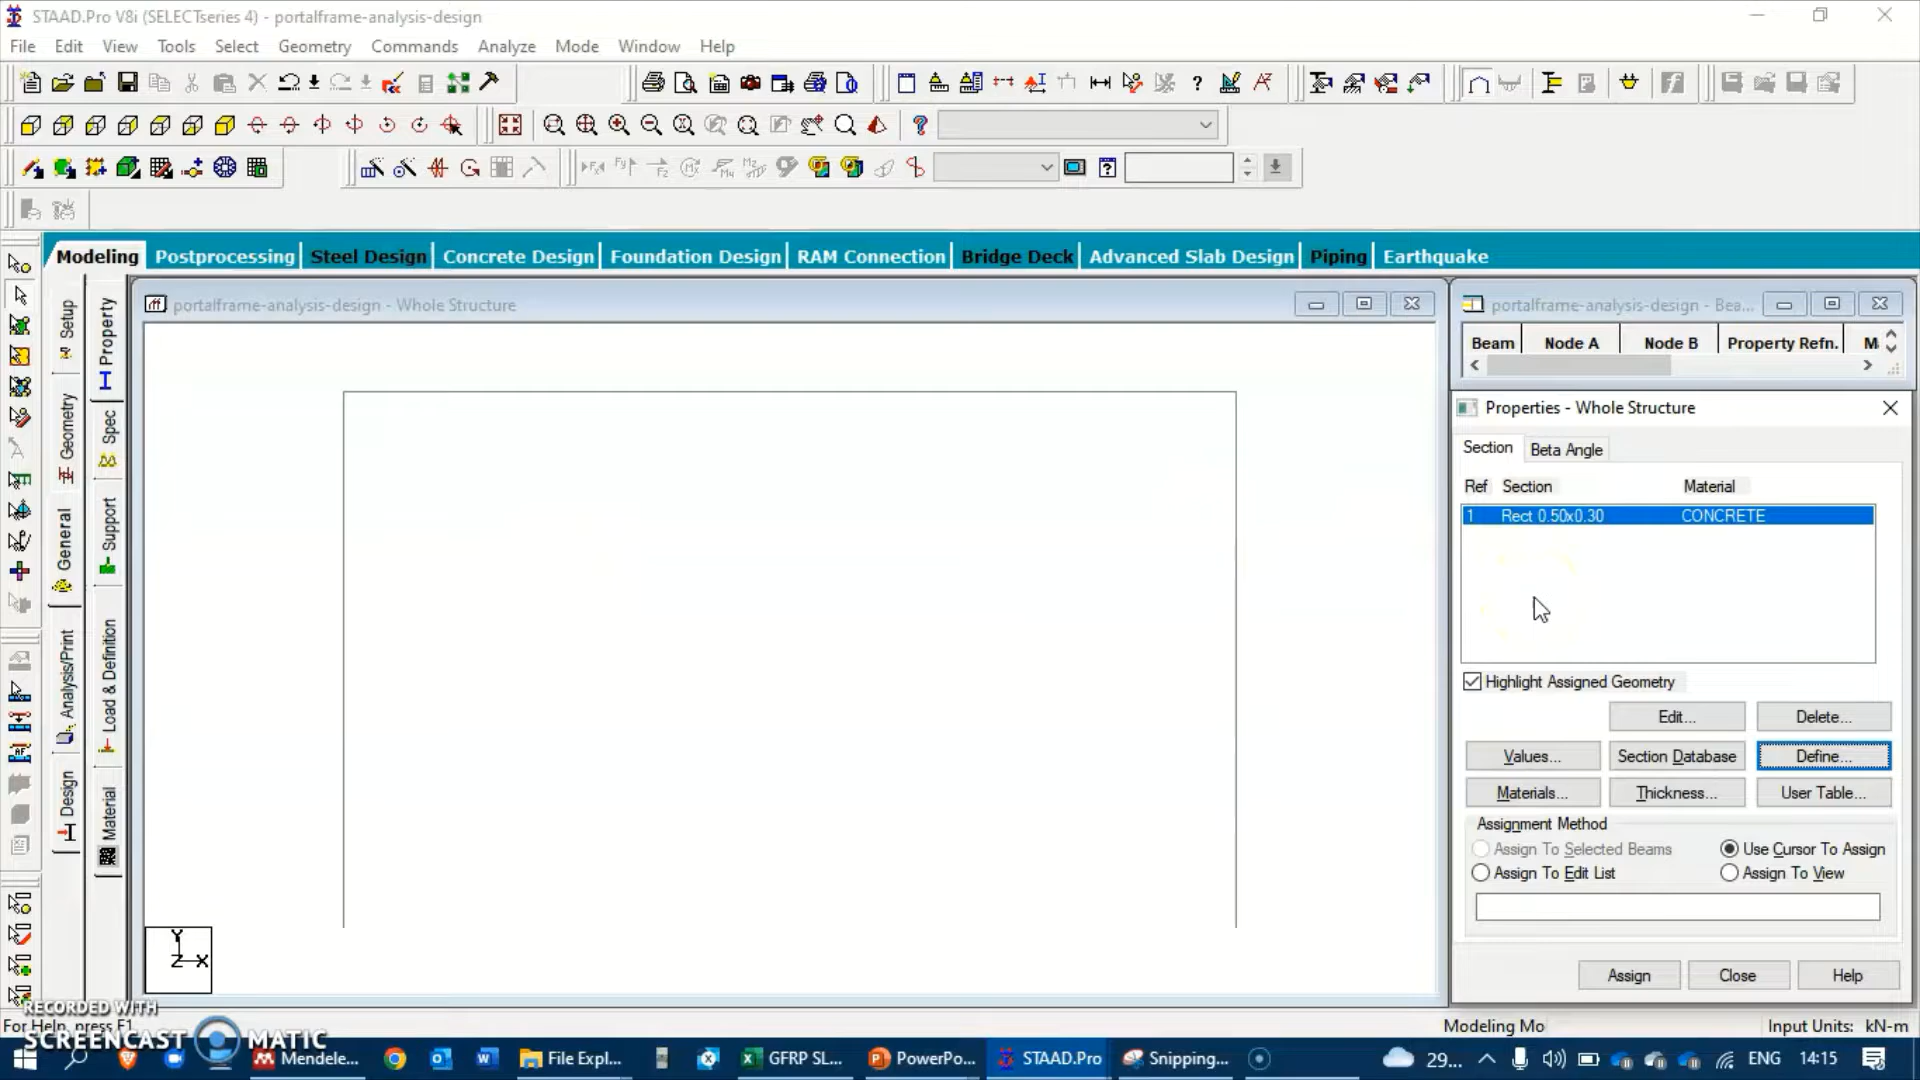 STAAD.Pro V8i (SELECTseries 4) - portalframe-analysis-design
File Edit View Tools Select Geometry Commands Analyze Mode Window Help
Modeling Postprocessing Steel Design Concrete Design Foundation Design RAM Connection Bridge Deck Advanced Slab Design Piping Earthquake
Setup
Geometry
General
Analysis/Print
Design
Property
Spec
Support
Load & Definition
Material
portalframe-analysis-design - Whole Structure
Y
Z X
portalframe-analysis-design - Bea...
Beam Node A Node B Property Refn. M
Properties - Whole Structure
Section Beta Angle
Ref Section Material
1 Rect 0.50x0.30 CONCRETE
Highlight Assigned Geometry
Edit... Delete...
Values... Section Database Define...
Materials... Thickness... User Table...
Assignment Method
Assign To Selected Beams Use Cursor To Assign
Assign To Edit List Assign To View
Assign Close Help
RECORDED WITH
For Help, press F1 Modeling Mo Input Units: kN-m
SCREENCAST MATIC
Mendele... File Expl... GFRP SL... PowerPo... STAAD.Pro Snipping... 29... ENG 14:15